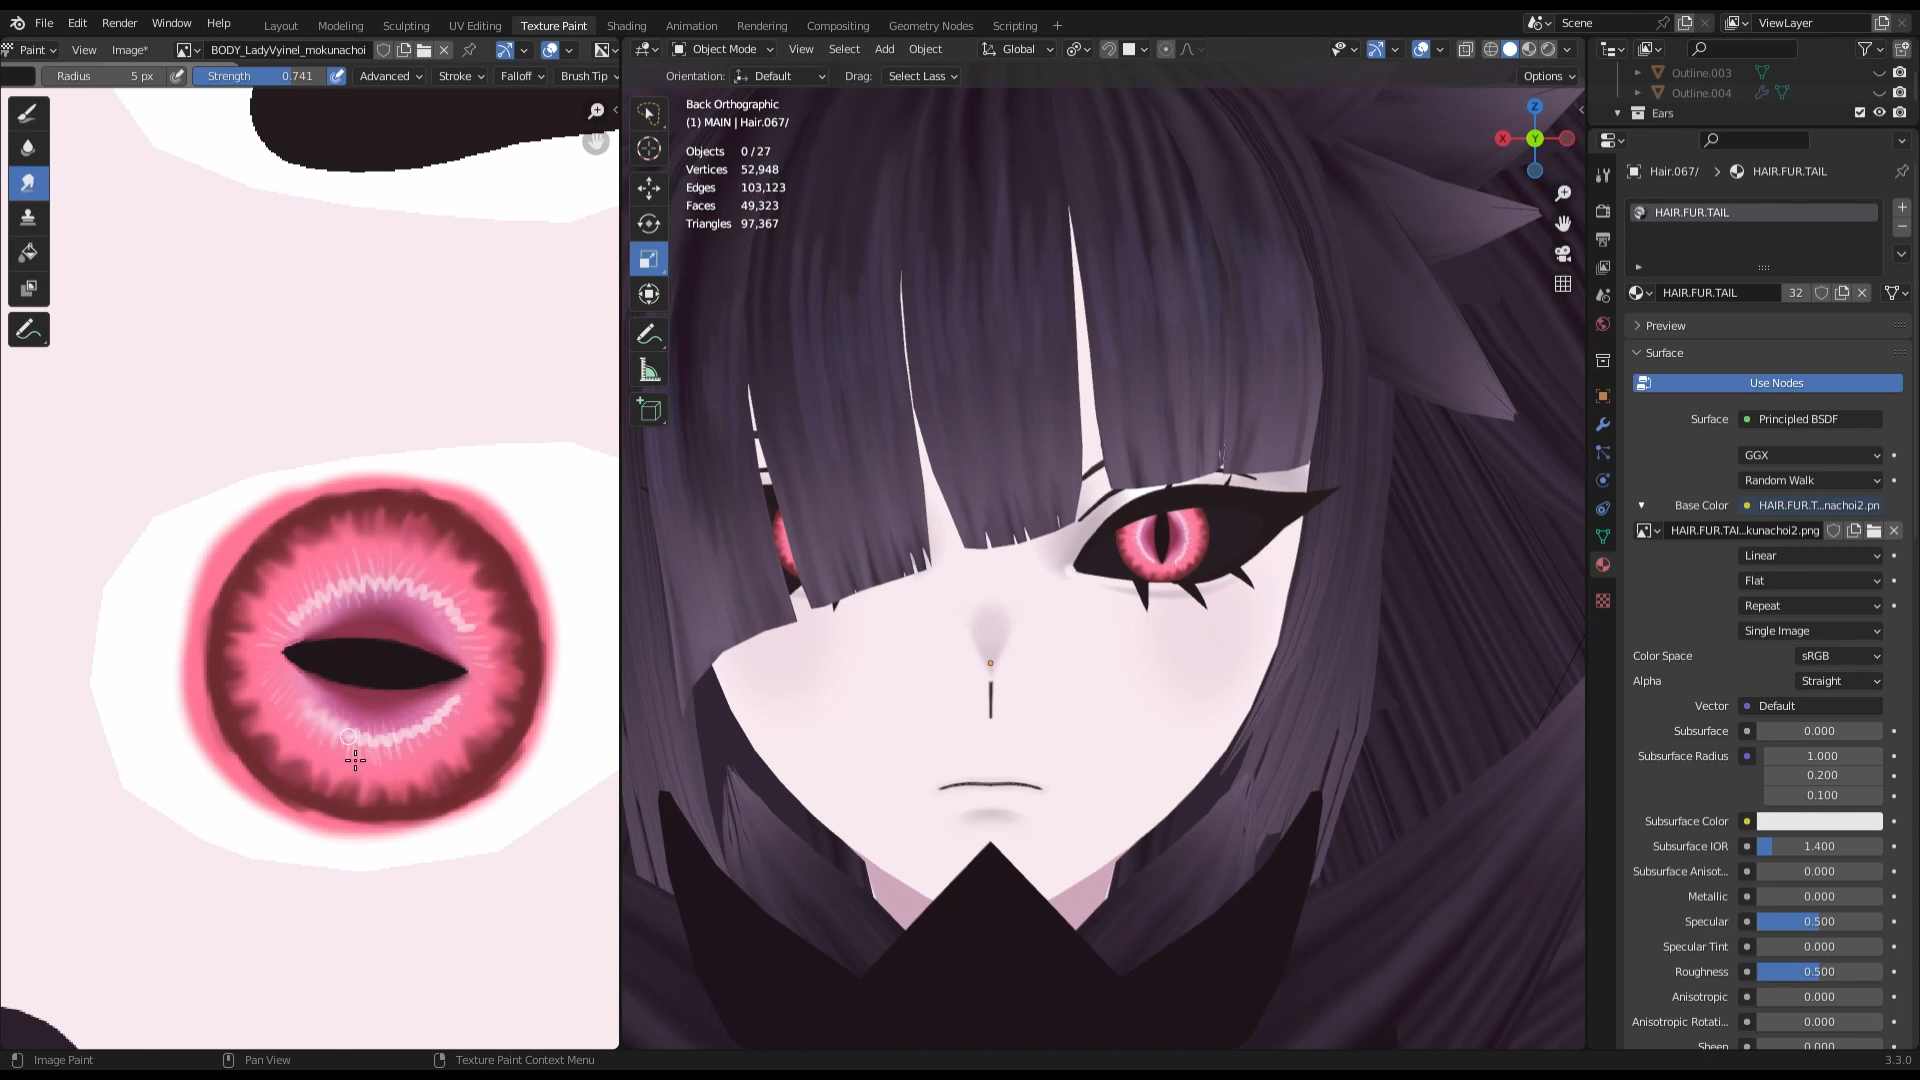 File Edit Render Window Help Layout Modeling Sculpting UV Editing Texture Paint Shading Animation Rendering Compositing Geometry Nodes Scripting + Scene ViewLayer
Paint View Image* BODY_LadyVyinel_mokunachoi Object Mode View Select Add Object Global
Radius 5 px Strength 0.741 Advanced Stroke Falloff Brush Tip Orientation: Default Drag: Select Lass Options
Outline.003
Outline.004
Ears
Back Orthographic
(1) MAIN | Hair.067/
Objects 0/27
Vertices 52,948
Edges 103,123
Faces 49,323
Triangles 97,367
Z
X
Y
Hair.067/ > HAIR.FUR.TAIL
HAIR.FUR.TAIL
HAIR.FUR.TAIL 32
Preview
Surface
Use Nodes
Surface Principled BSDF
GGX
Random Walk
Base Color HAIR.FUR.T...nachoi2.pn
HAIR.FUR.TAI...kunachoi2.png
Linear
Flat
Repeat
Single Image
Color Space sRGB
Alpha Straight
Vector Default
Subsurface 0.000
Subsurface Radius 1.000
0.200
0.100
Subsurface Color
Subsurface IOR 1.400
Subsurface Anisot... 0.000
Metallic 0.000
Specular 0.500
Specular Tint 0.000
Roughness 0.500
Anisotropic 0.000
Anisotropic Rotati... 0.000
Sheen 0.000
Image Paint Pan View Texture Paint Context Menu 3.3.0